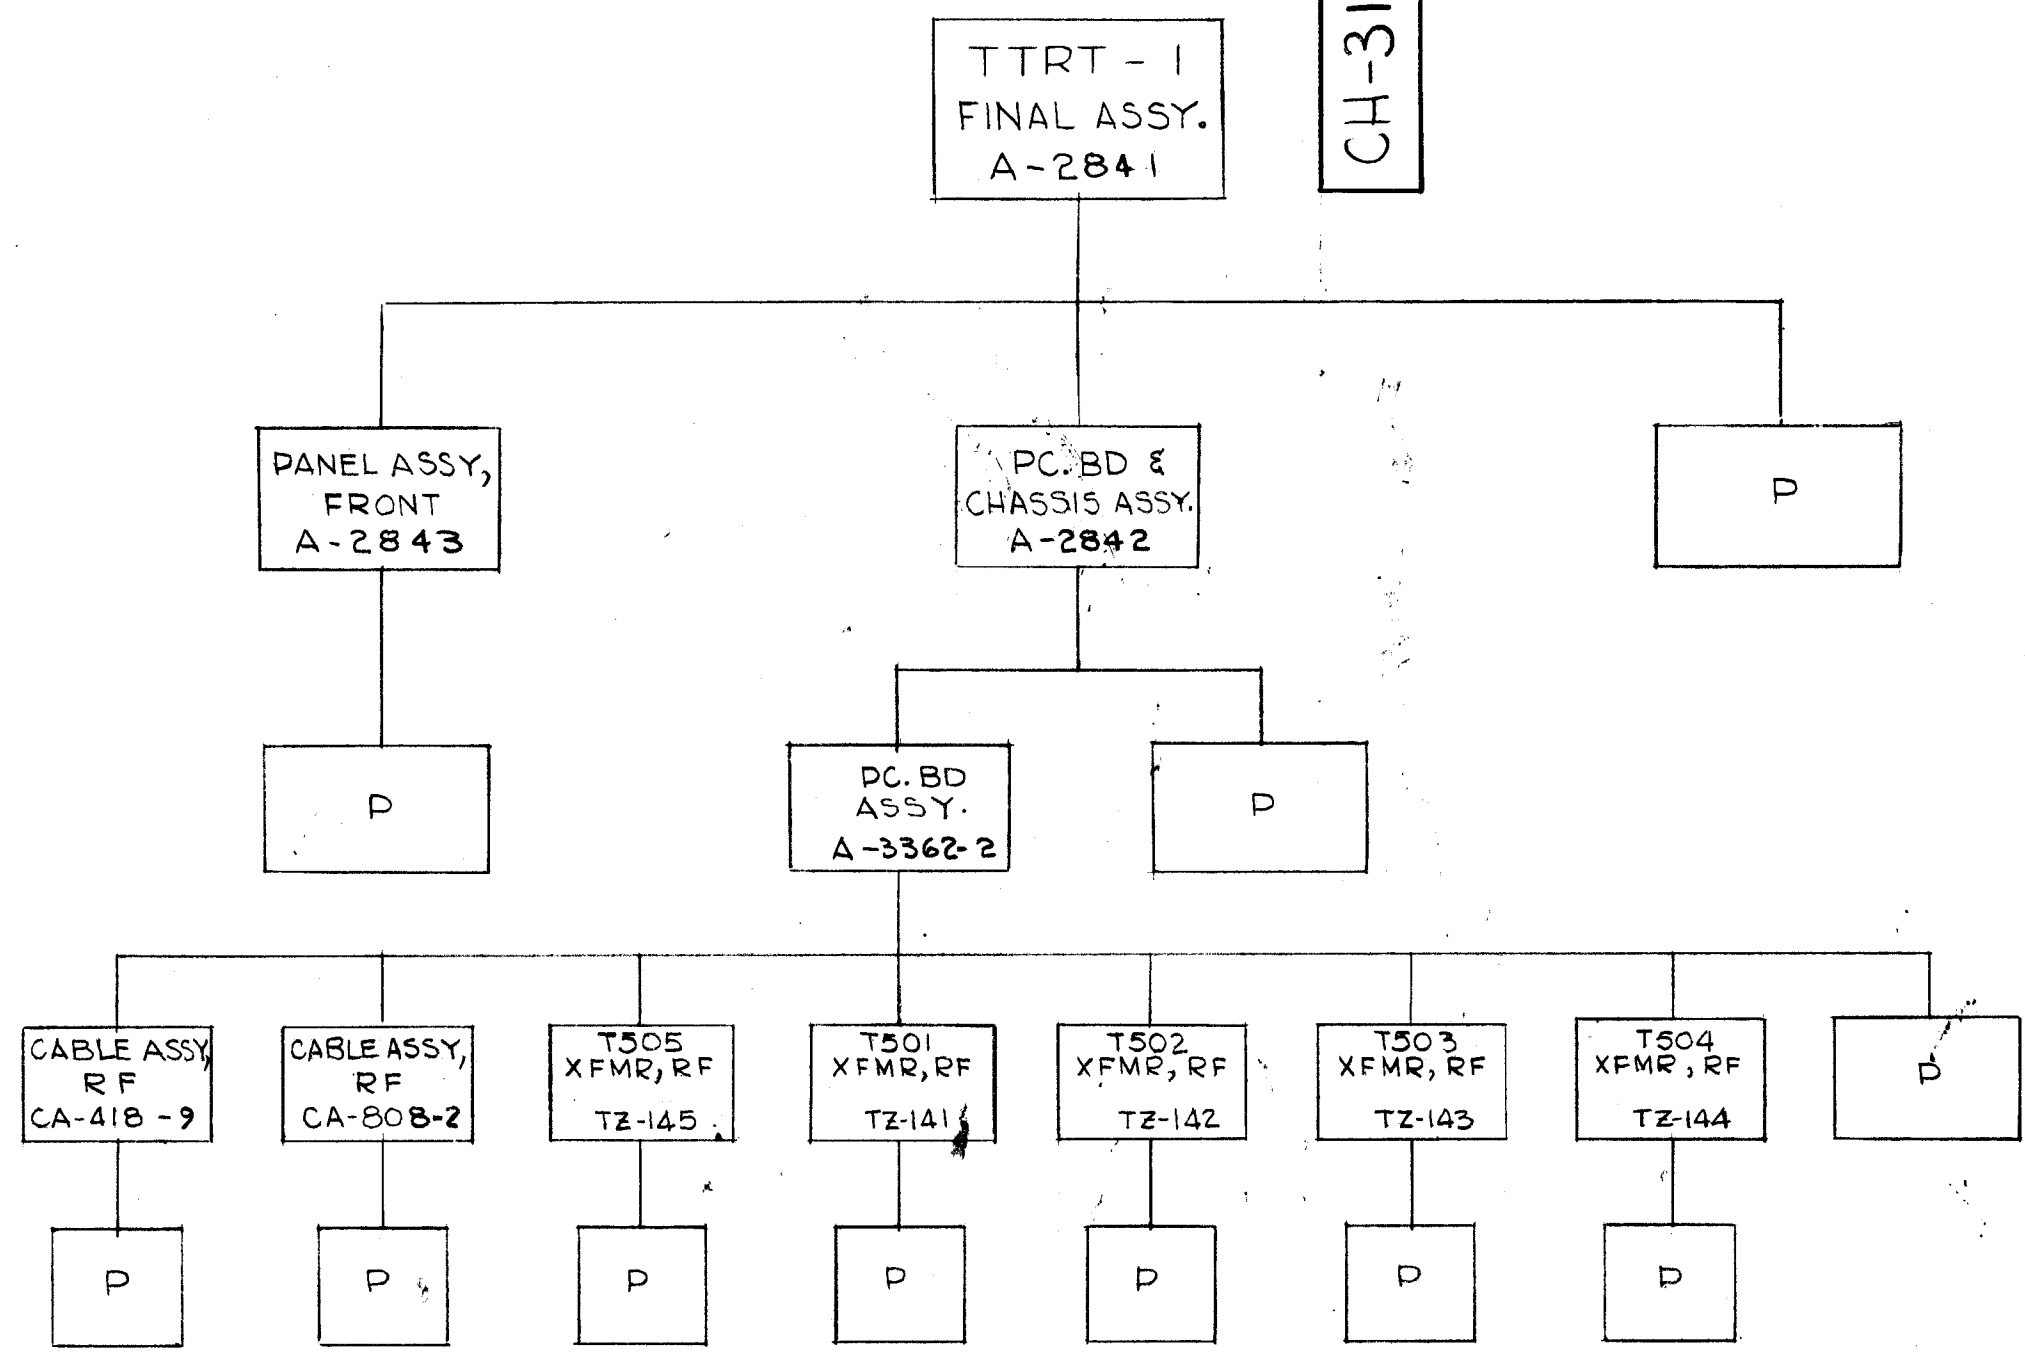 TTRT - 1
FINAL ASSY.
A-2841
CH-31
PANEL ASSY,
FRONT
A-2843
PC. BD &
CHASSIS ASSY.
A-2842
P
P
PC. BD
ASSY.
A-3362-2
P
CABLE ASSY,
RF
CA-418-9
CABLE ASSY,
RF
CA-808-2
T505
XFMR, RF
TZ-145
T501
XFMR, RF
TZ-141
T502
XFMR, RF
TZ-142
T503
XFMR, RF
TZ-143
T504
XFMR, RF
TZ-144
P
P
P
P
P
P
P
P